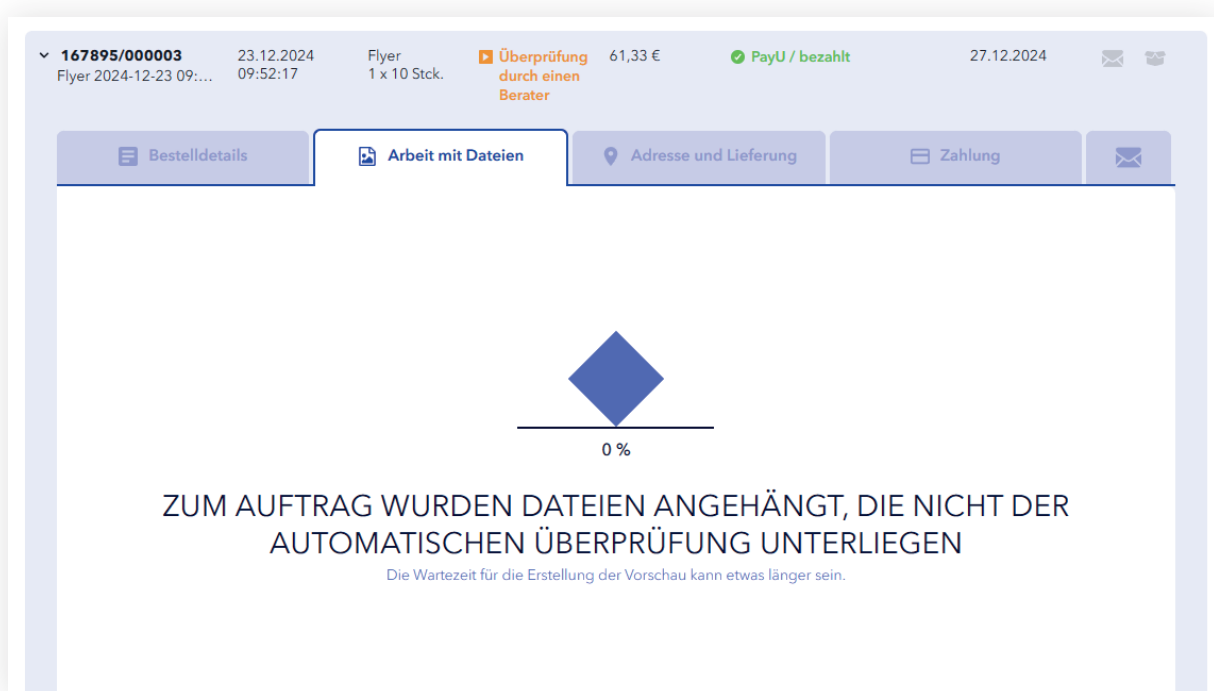 167895/000003
Flyer 2024-12-23 09:...
23.12.2024
09:52:17
Flyer
1 x 10 Stck.
Überprüfung
durch einen
Berater
61,33 €
PayU / bezahlt
27.12.2024
Bestelldetails
Arbeit mit Dateien
Adresse und Lieferung
Zahlung
0 %
ZUM AUFTRAG WURDEN DATEIEN ANGEHÄNGT, DIE NICHT DER
AUTOMATISCHEN ÜBERPRÜFUNG UNTERLIEGEN
Die Wartezeit für die Erstellung der Vorschau kann etwas länger sein.